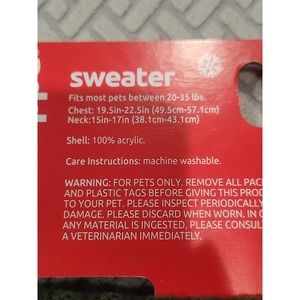 sweater
Fits most pets between 20-35 lbs.
Chest: 19.5in-22.5in (49.5cm-57.1cm)
Neck:15in-17in (38.1cm-43.1cm)
Shell: 100% acrylic.
Care Instructions: machine washable.
WARNING: FOR PETS ONLY. REMOVE ALL PAC
AND PLASTIC TAGS BEFORE GIVING THIS PROD
TO YOUR PET. PLEASE INSPECT PERIODICALLY
DAMAGE. PLEASE DISCARD WHEN WORN. IN
ANY MATERIAL IS INGESTED, PLEASE CONSUL
A VETERINARIAN IMMEDIATELY.